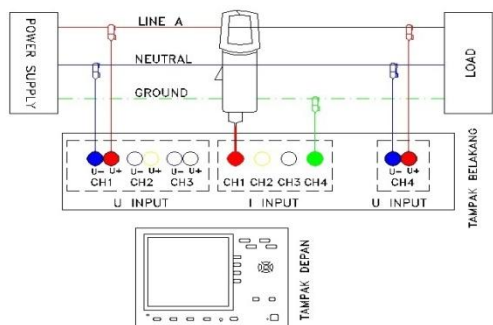 POWER SUPPLY
LINE A
NEUTRAL
GROUND
LOAD
U- U+ U- U+ U- U+
CH1 CH2 CH3
CH1 CH2 CH3 CH4
U- U+
CH4
U INPUT
I INPUT
U INPUT
TAMPAK BELAKANG
TAMPAK DEPAN